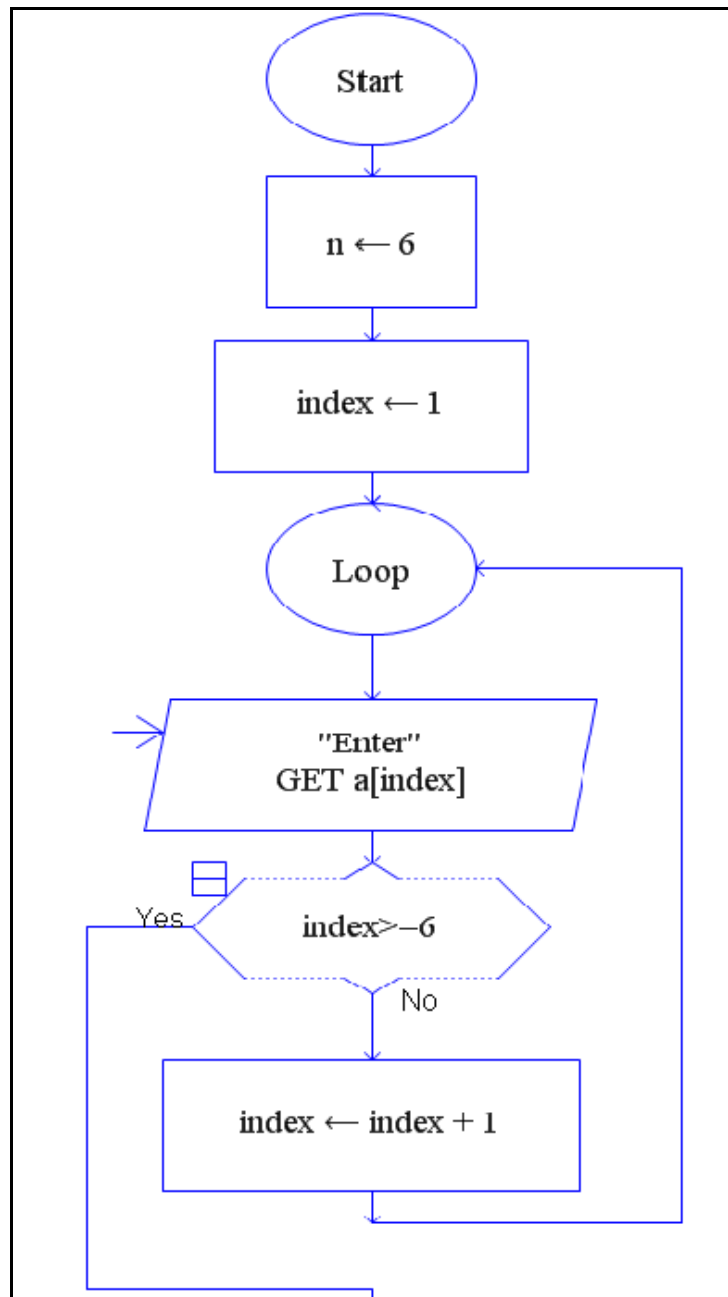 Start
n ← 6
index ← 1
Loop
"Enter"
GET a[index]
Yes
index>–6
No
index ← index + 1